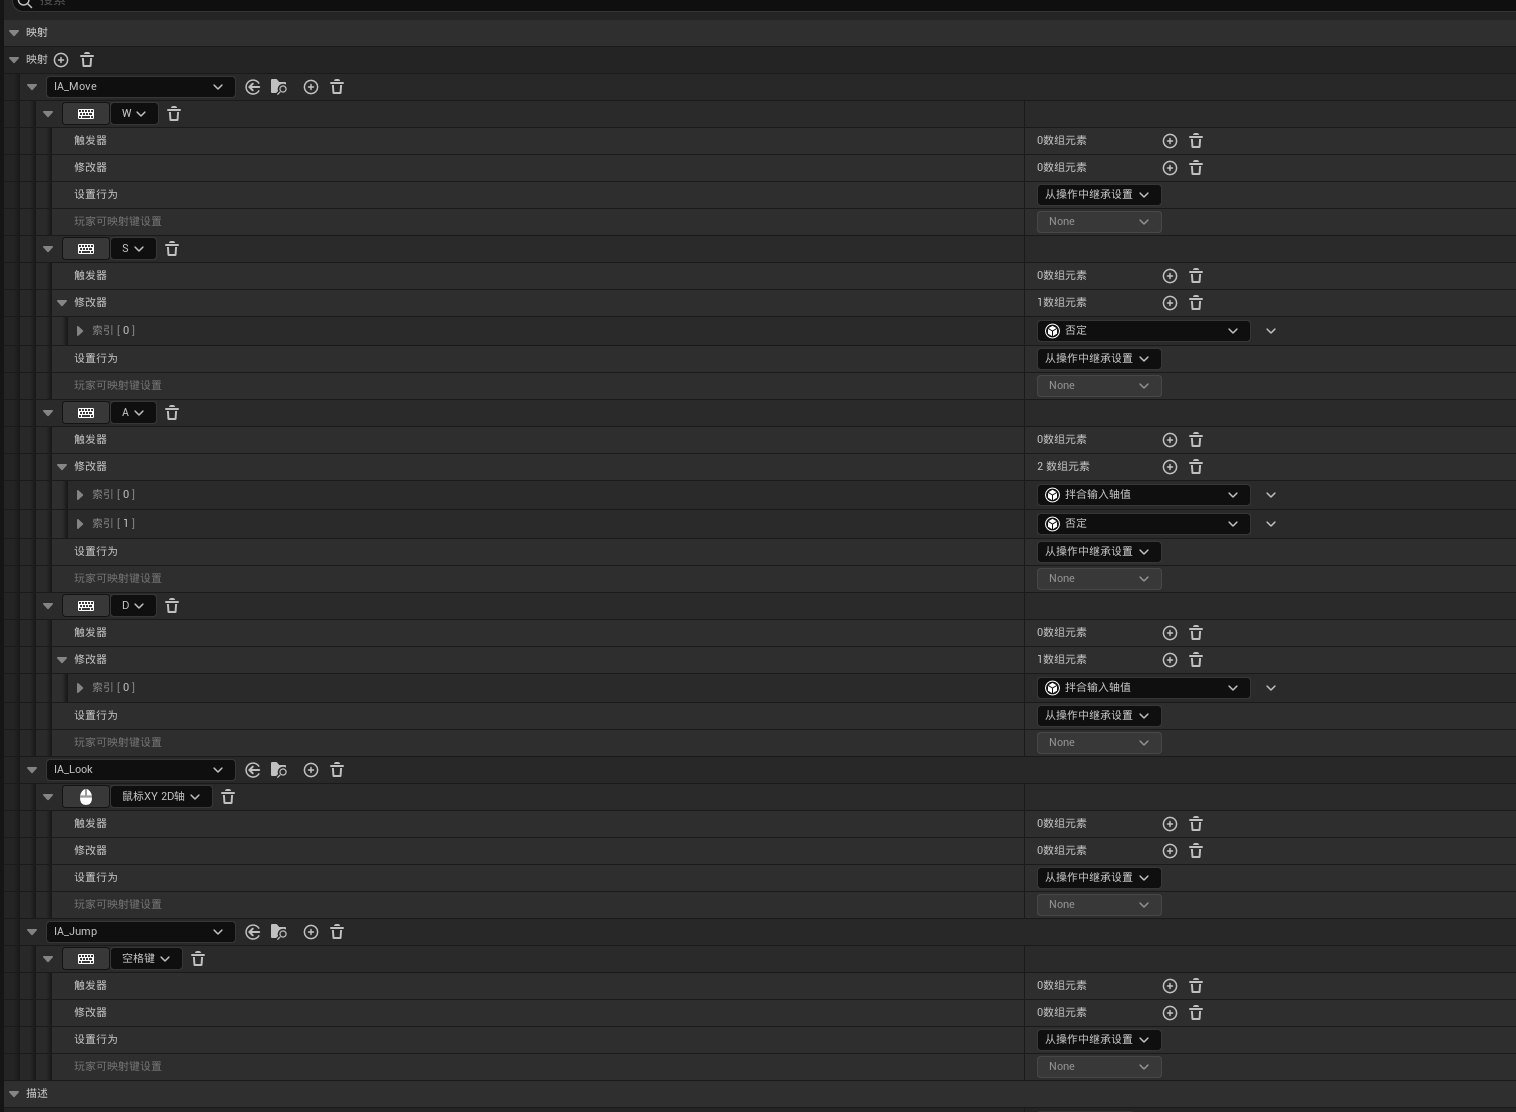 搜索
映射
映射
IA_Move
W
触发器 0数组元素
修改器 0数组元素
设置行为 从操作中继承设置
玩家可映射键设置 None
S
触发器 0数组元素
修改器 1数组元素
索引 [ 0 ] 否定
设置行为 从操作中继承设置
玩家可映射键设置 None
A
触发器 0数组元素
修改器 2 数组元素
索引 [ 0 ] 拌合输入轴值
索引 [ 1 ] 否定
设置行为 从操作中继承设置
玩家可映射键设置 None
D
触发器 0数组元素
修改器 1数组元素
索引 [ 0 ] 拌合输入轴值
设置行为 从操作中继承设置
玩家可映射键设置 None
IA_Look
鼠标XY 2D轴
触发器 0数组元素
修改器 0数组元素
设置行为 从操作中继承设置
玩家可映射键设置 None
IA_Jump
空格键
触发器 0数组元素
修改器 0数组元素
设置行为 从操作中继承设置
玩家可映射键设置 None
描述